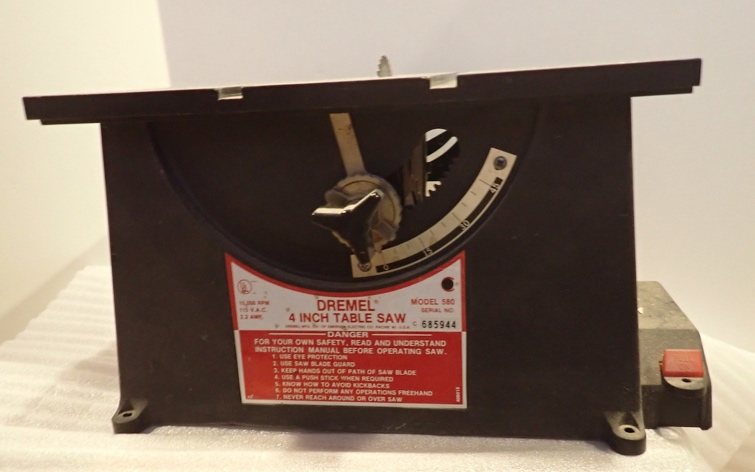 45
30
15
0
15,000 RPM
115 V.A.C.
2.2 AMP.
DREMEL
4 INCH TABLE SAW
MODEL 580
SERIAL NO.
C 685944
DANGER
FOR YOUR OWN SAFETY, READ AND UNDERSTAND
INSTRUCTION MANUAL BEFORE OPERATING SAW.
1. USE EYE PROTECTION
2. USE SAW BLADE GUARD
3. KEEP HANDS OUT OF PATH OF SAW BLADE
4. USE A PUSH STICK WHEN REQUIRED
5. KNOW HOW TO AVOID KICKBACKS
6. DO NOT PERFORM ANY OPERATIONS FREEHAND
7. NEVER REACH AROUND OR OVER SAW